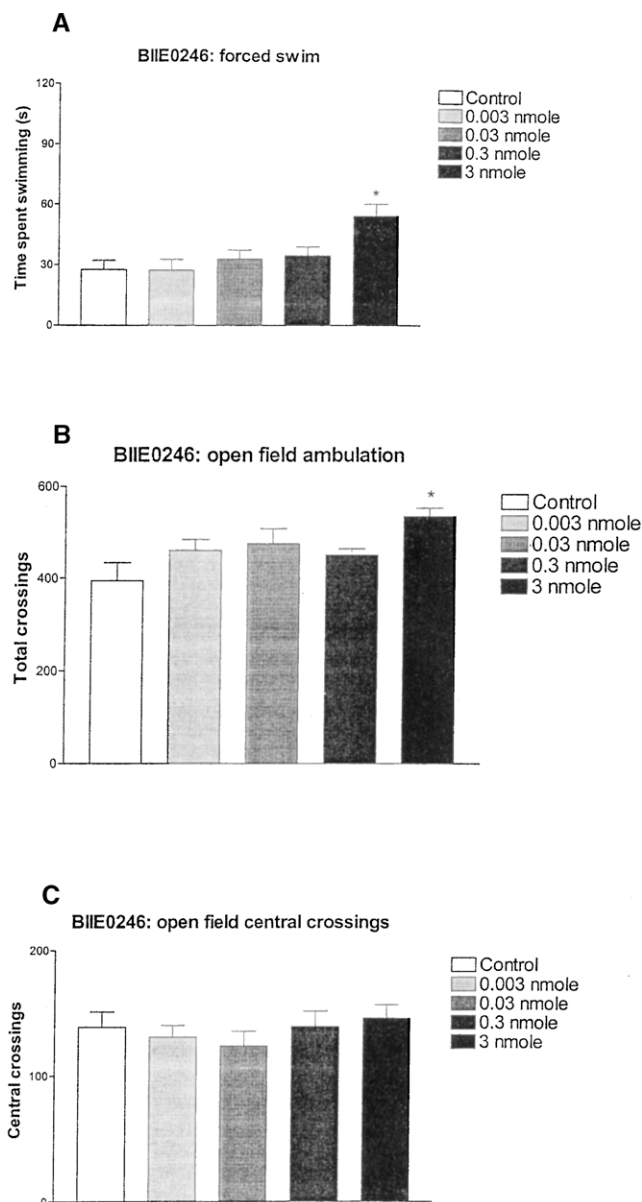 A
BIIE0246: forced swim
Time spent swimming (s)
120
90
60
30
0
*
Control
0.003 nmole
0.03 nmole
0.3 nmole
3 nmole
B
BIIE0246: open field ambulation
Total crossings
600
400
200
0
*
Control
0.003 nmole
0.03 nmole
0.3 nmole
3 nmole
C
BIIE0246: open field central crossings
Central crossings
200
100
0
Control
0.003 nmole
0.03 nmole
0.3 nmole
3 nmole